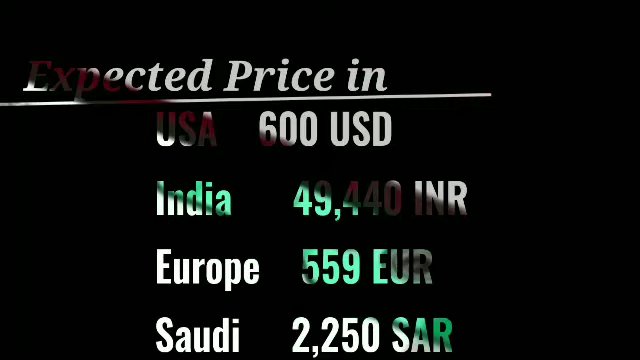 Expected Price in
USA 600 USD
India 49,440 INR
Europe 559 EUR
Saudi 2,250 SAR